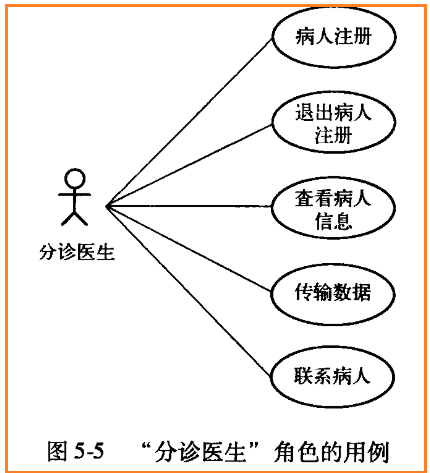 病人注册
退出病人
注册
查看病人
信息
分诊医生
传输数据
联系病人
图 5-5 “分诊医生”角色的用例